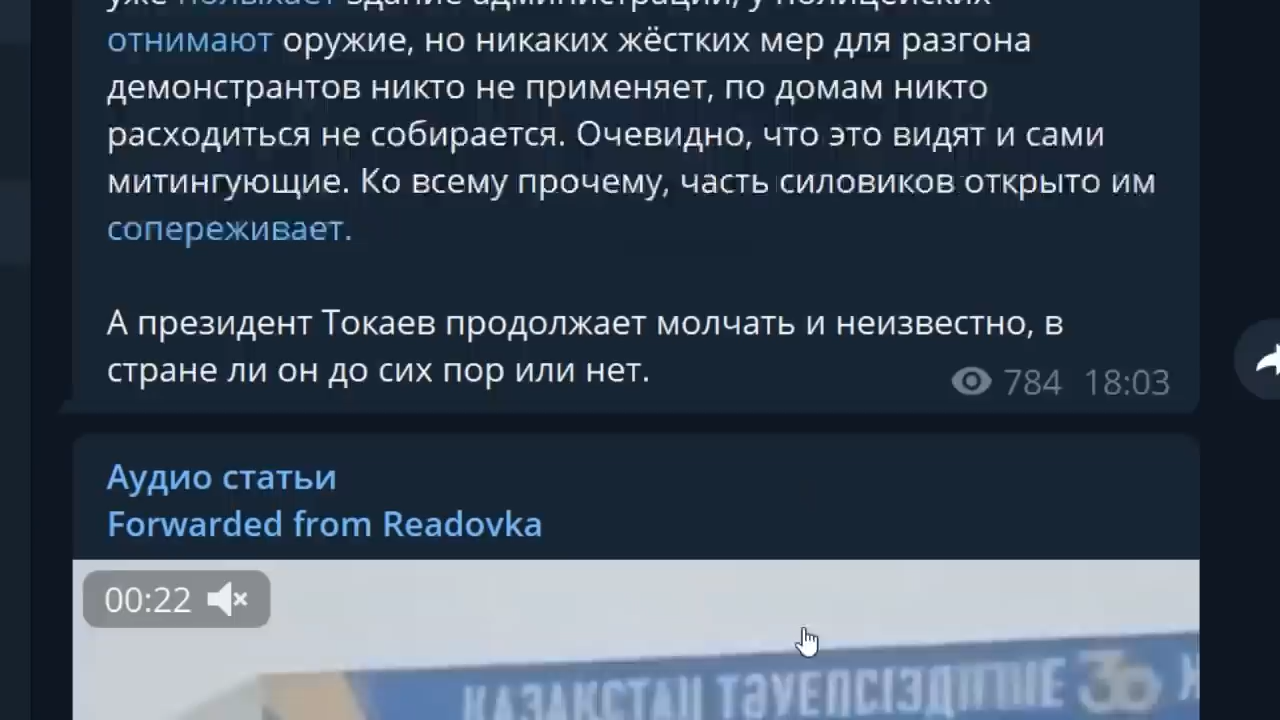 уже полыхает здание администрации, у полицейских
отнимают оружие, но никаких жёстких мер для разгона
демонстрантов никто не применяет, по домам никто
расходиться не собирается. Очевидно, что это видят и сами
митингующие. Ко всему прочему, часть силовиков открыто им
сопереживает.
А президент Токаев продолжает молчать и неизвестно, в
стране ли он до сих пор или нет.
784 18:03
Аудио статьи
Forwarded from Readovka
00:22
ҚАЗАҚСТАН ТӘУЕЛСІЗДІГІНЕ 30